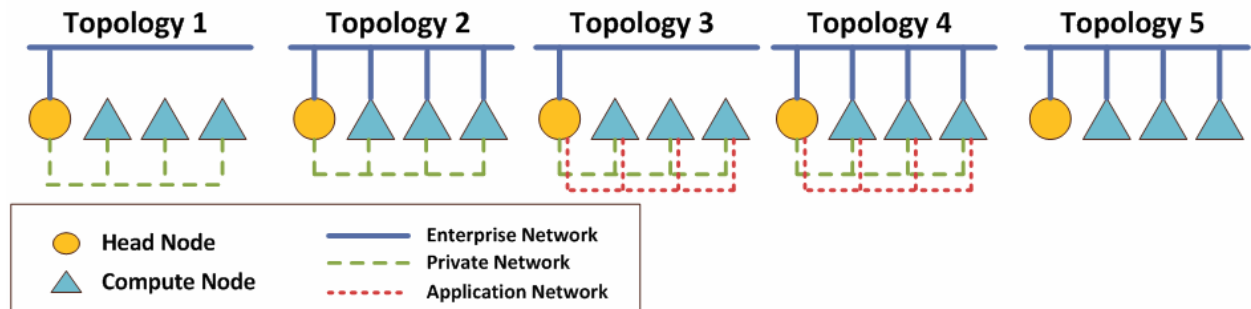 Topology 1
Topology 2
Topology 3
Topology 4
Topology 5
Head Node
Compute Node
Enterprise Network
Private Network
Application Network